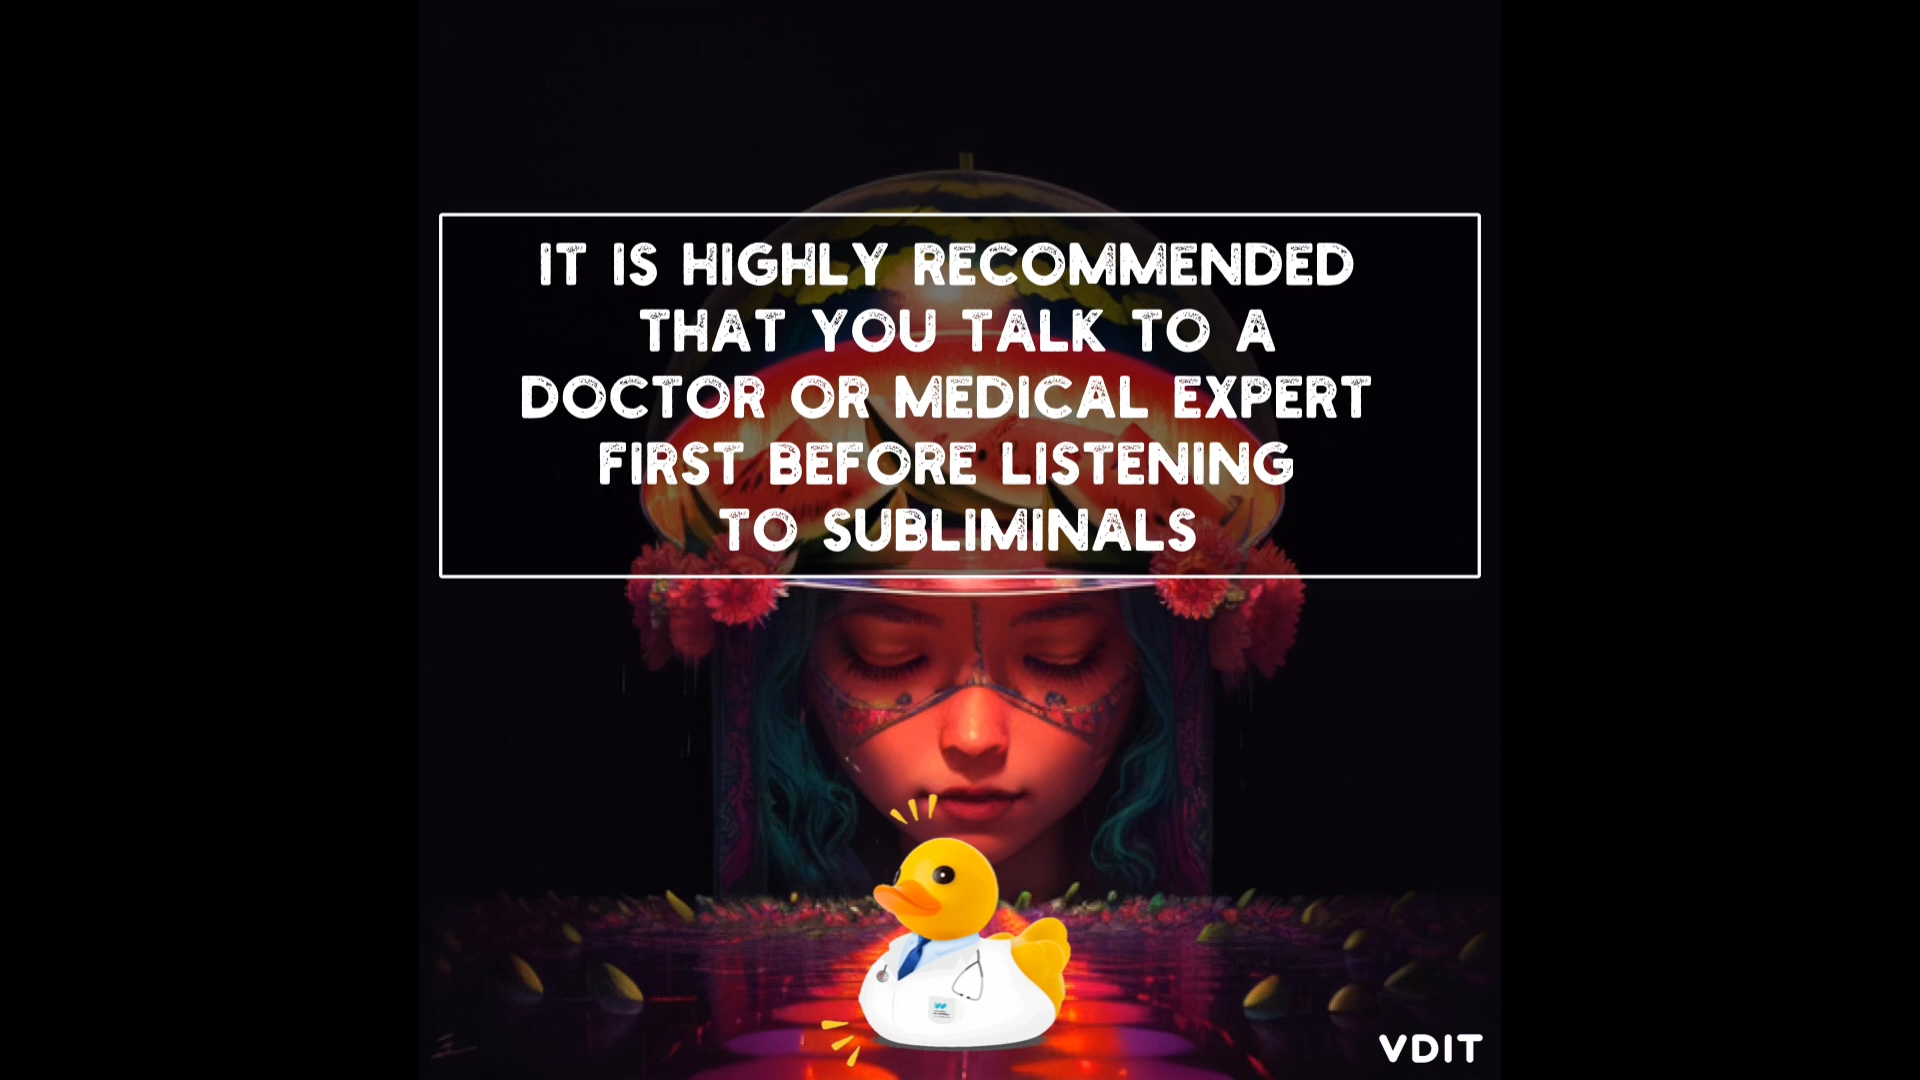 IT IS HIGHLY RECOMMENDED
THAT YOU TALK TO A
DOCTOR OR MEDICAL EXPERT
FIRST BEFORE LISTENING
TO SUBLIMINALS
VDIT